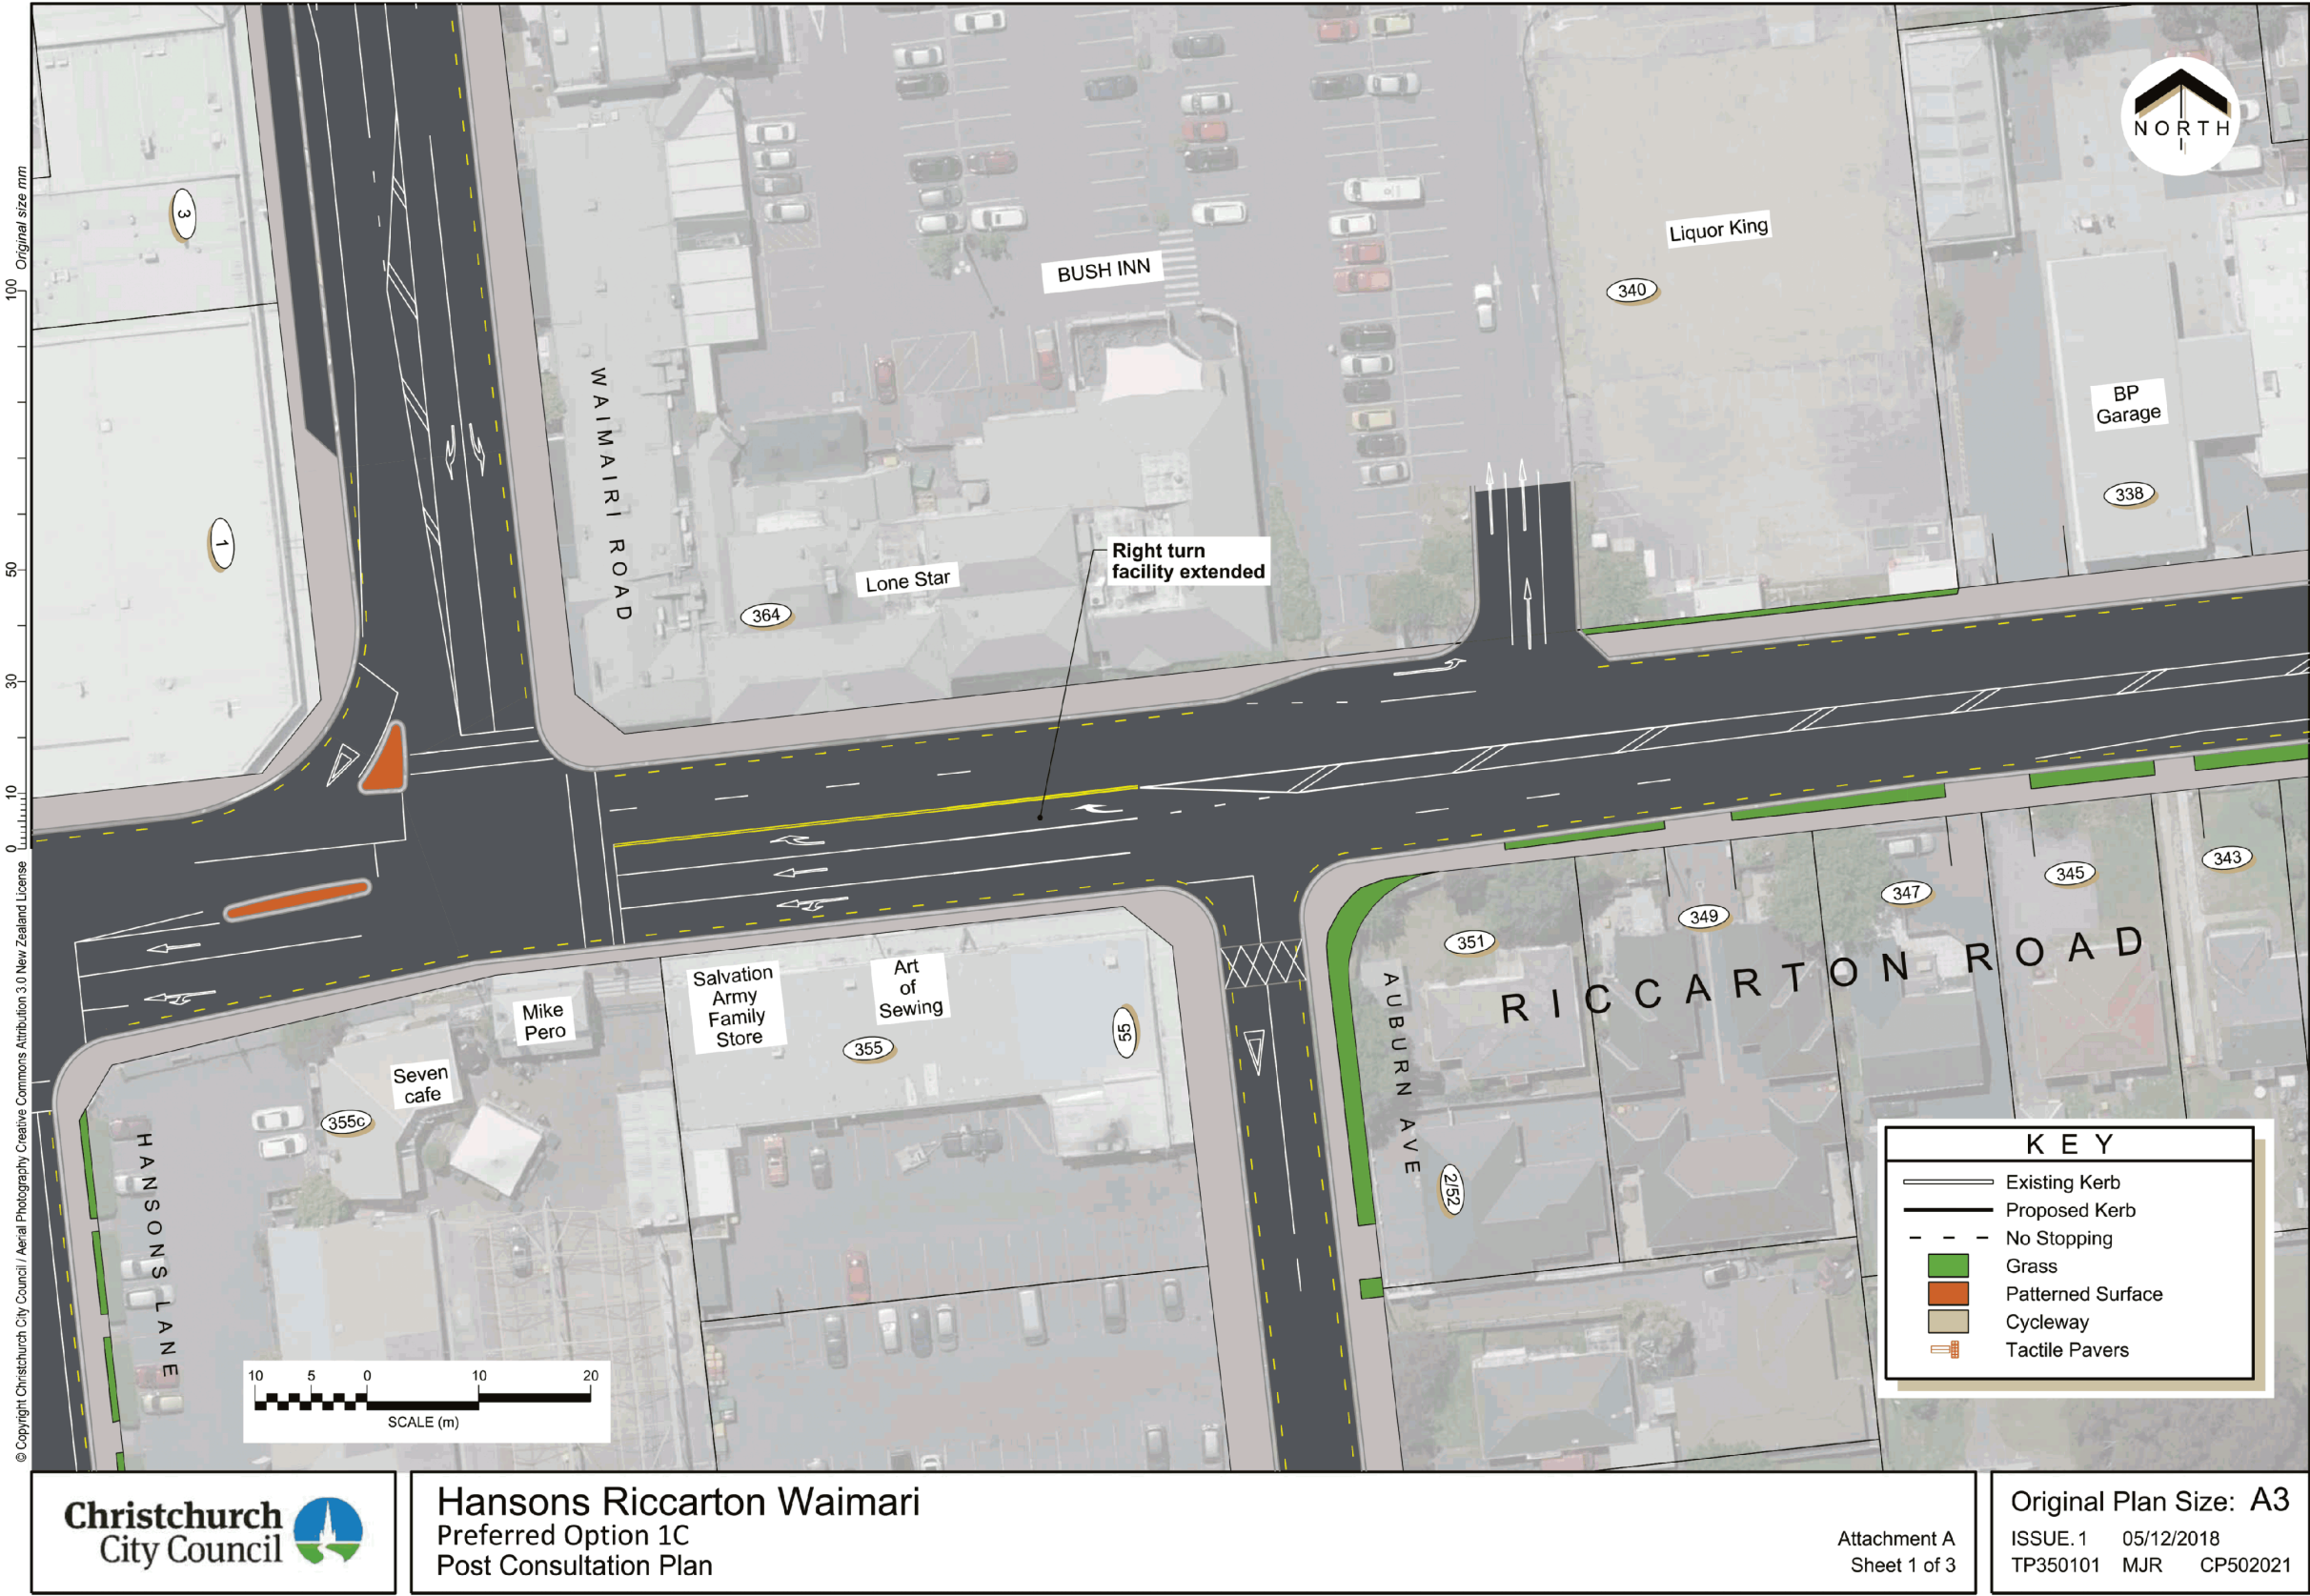 Original size mm
100
50
30
10
0
© Copyright Christchurch City Council / Aerial Photography Creative Commons Attribution 3.0 New Zealand License
NORTH
3
1
WAIMAIRI ROAD
BUSH INN
Liquor King
340
BP
Garage
338
Right turn
facility extended
Lone Star
364
343
345
347
349
351
RICCARTON ROAD
AUBURN AVE
2/52
Salvation
Army
Family
Store
Art
of
Sewing
355
55
Mike
Pero
Seven
cafe
355c
HANSONS LANE
10 5 0 10 20
SCALE (m)
KEY
Existing Kerb
Proposed Kerb
No Stopping
Grass
Patterned Surface
Cycleway
Tactile Pavers
Christchurch
City Council
Hansons Riccarton Waimari
Preferred Option 1C
Post Consultation Plan
Attachment A
Sheet 1 of 3
Original Plan Size: A3
ISSUE.1 05/12/2018
TP350101 MJR CP502021